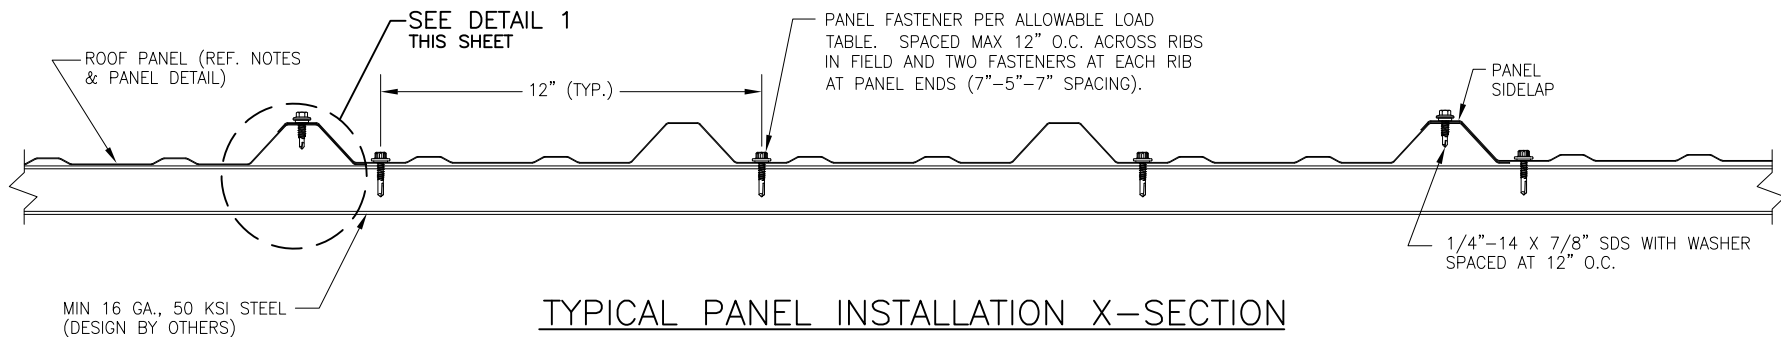 SEE DETAIL 1
THIS SHEET
ROOF PANEL (REF. NOTES
& PANEL DETAIL)
12" (TYP.)
PANEL FASTENER PER ALLOWABLE LOAD
TABLE. SPACED MAX 12" O.C. ACROSS RIBS
IN FIELD AND TWO FASTENERS AT EACH RIB
AT PANEL ENDS (7"-5"-7" SPACING).
PANEL
SIDELAP
1/4"-14 X 7/8" SDS WITH WASHER
SPACED AT 12" O.C.
MIN 16 GA., 50 KSI STEEL
(DESIGN BY OTHERS)
TYPICAL PANEL INSTALLATION X-SECTION